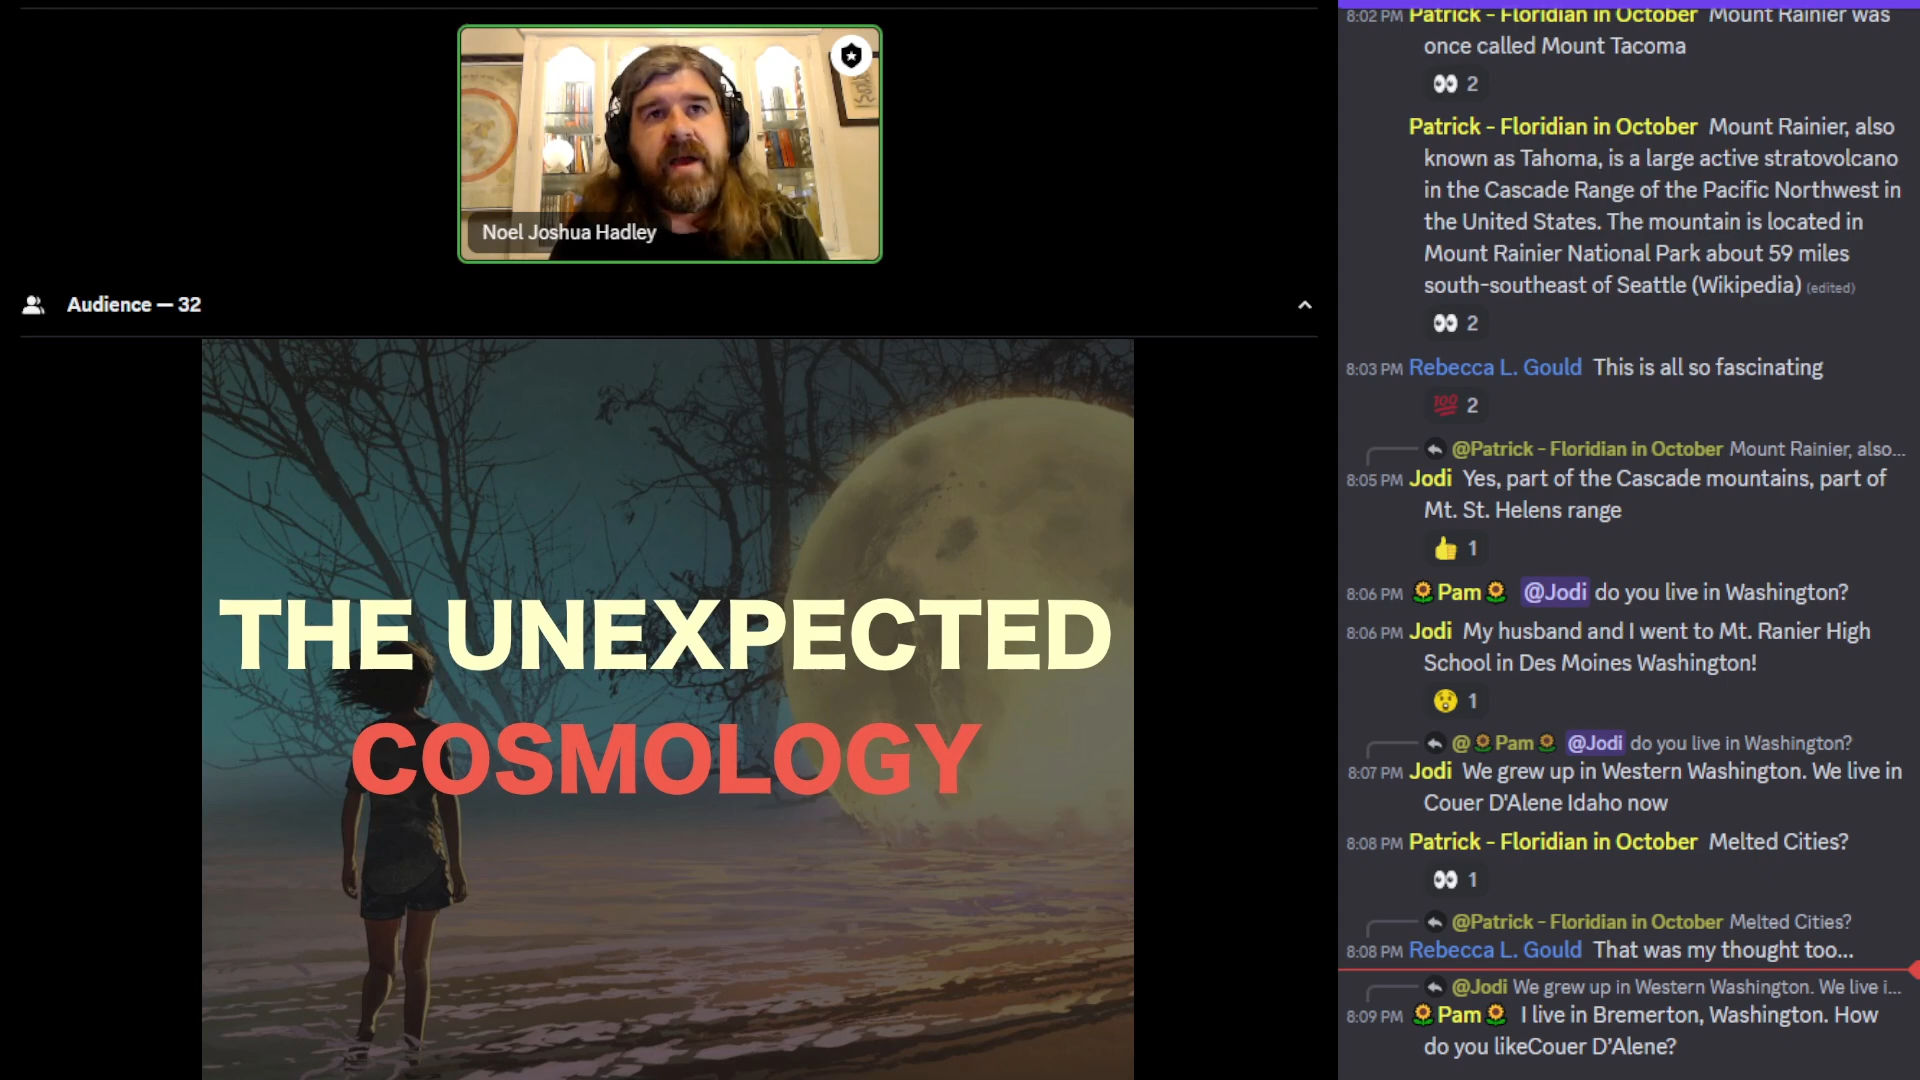 Noel Joshua Hadley
Audience — 32
THE UNEXPECTED
COSMOLOGY
8:02 PM Patrick - Floridian in October Mount Rainier was
once called Mount Tacoma
👀 2
Patrick - Floridian in October Mount Rainier, also
known as Tahoma, is a large active stratovolcano
in the Cascade Range of the Pacific Northwest in
the United States. The mountain is located in
Mount Rainier National Park about 59 miles
south-southeast of Seattle (Wikipedia) (edited)
👀 2
8:03 PM Rebecca L. Gould This is all so fascinating
💯 2
@Patrick - Floridian in October Mount Rainier, also...
8:05 PM Jodi Yes, part of the Cascade mountains, part of
Mt. St. Helens range
👍 1
8:06 PM 🌻Pam🌻 @Jodi do you live in Washington?
8:06 PM Jodi My husband and I went to Mt. Ranier High
School in Des Moines Washington!
😲 1
@🌻Pam🌻 @Jodi do you live in Washington?
8:07 PM Jodi We grew up in Western Washington. We live in
Couer D'Alene Idaho now
8:08 PM Patrick - Floridian in October Melted Cities?
👀 1
@Patrick - Floridian in October Melted Cities?
8:08 PM Rebecca L. Gould That was my thought too...
@Jodi We grew up in Western Washington. We live i...
8:09 PM 🌻Pam🌻 I live in Bremerton, Washington. How
do you likeCouer D'Alene?